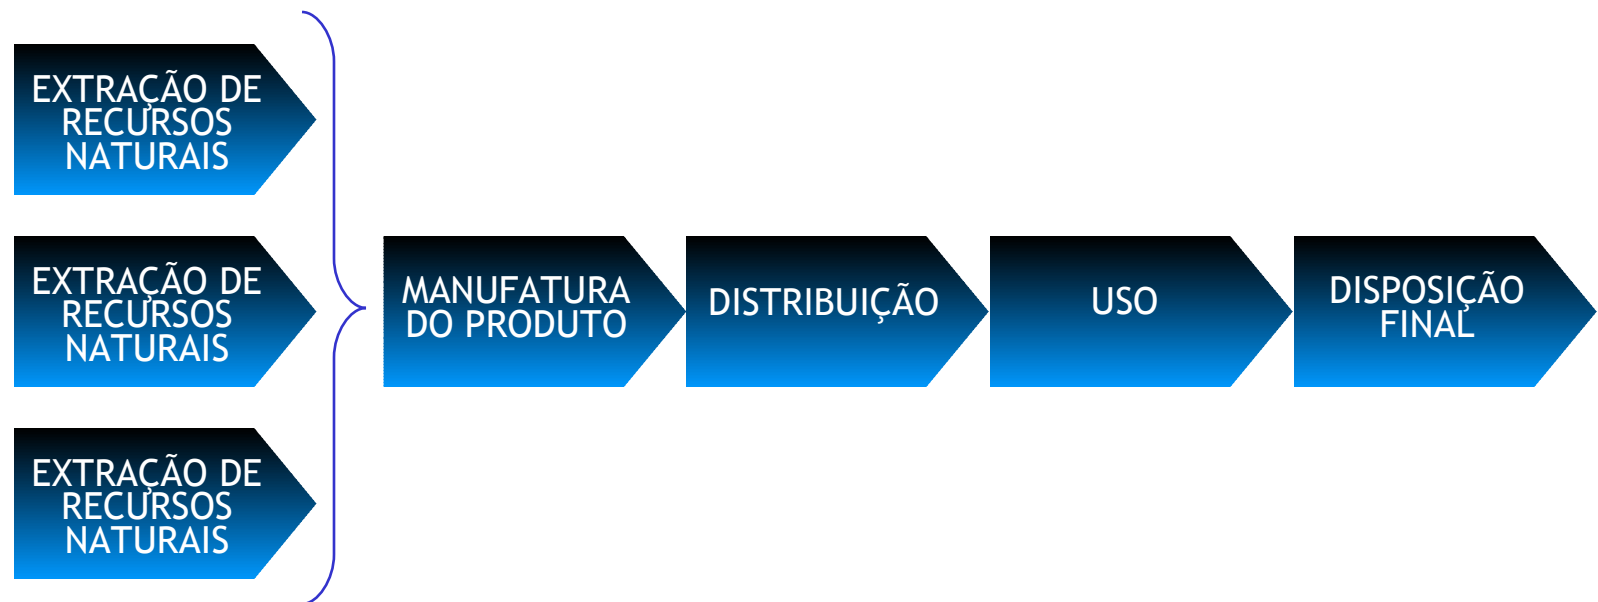 EXTRAÇÃO DE
RECURSOS
NATURAIS
EXTRAÇÃO DE
RECURSOS
NATURAIS
EXTRAÇÃO DE
RECURSOS
NATURAIS
MANUFATURA
DO PRODUTO
DISTRIBUIÇÃO
USO
DISPOSIÇÃO
FINAL